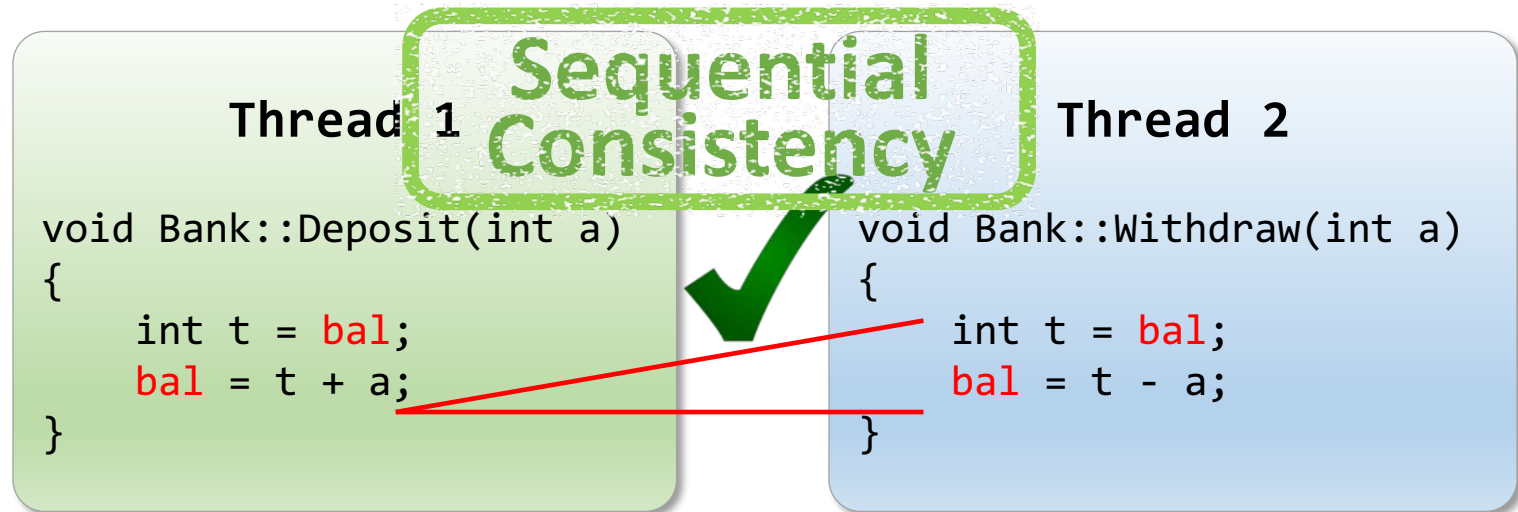 Sequential
Consistency
Thread 1
void Bank::Deposit(int a)
{
    int t = bal;
    bal = t + a;
}
Thread 2
void Bank::Withdraw(int a)
{
    int t = bal;
    bal = t - a;
}